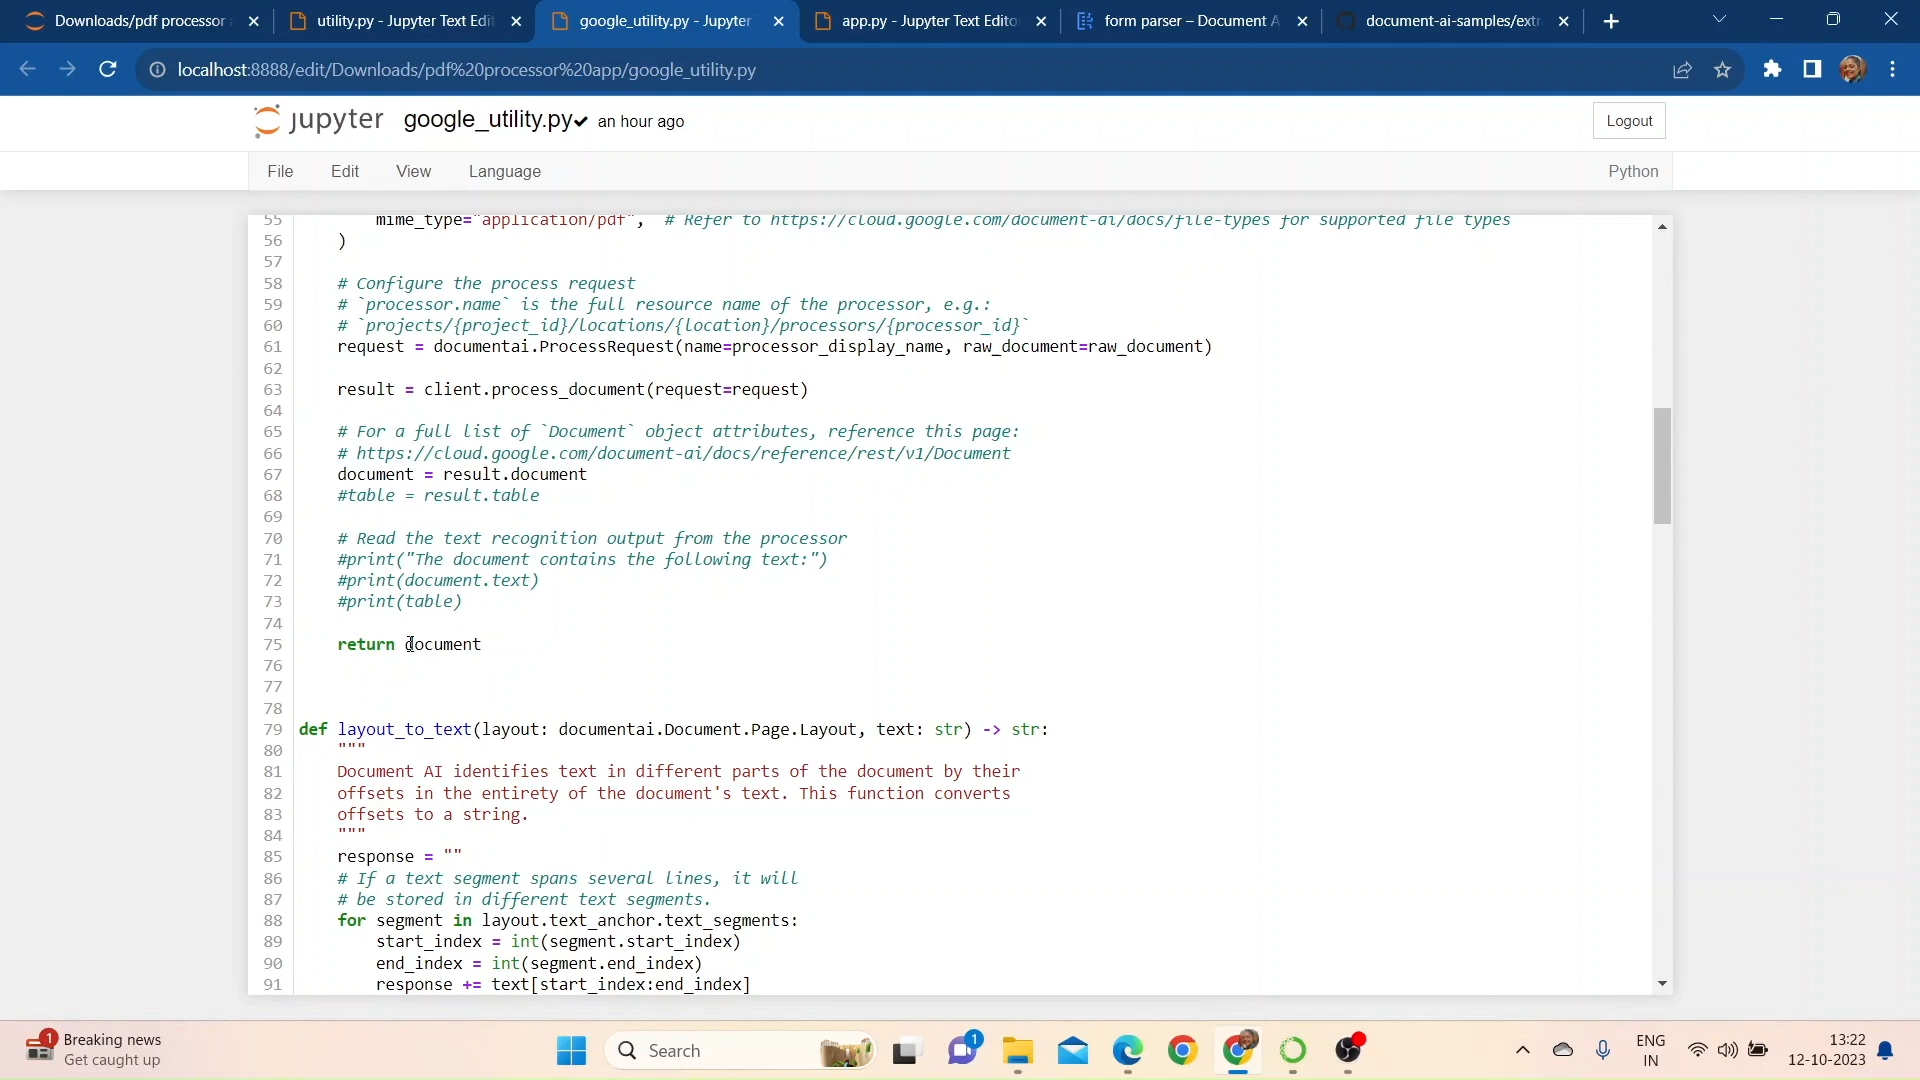 Downloads/pdf processor
utility.py - Jupyter Text Edit
google_utility.py - Jupyter
app.py - Jupyter Text Edito
form parser – Document A
document-ai-samples/extr
localhost:8888/edit/Downloads/pdf%20processor%20app/google_utility.py
jupyter google_utility.py✔ an hour ago
Logout
File Edit View Language Python
55 mime_type="application/pdf", # Refer to https://cloud.google.com/document-ai/docs/file-types for supported file types
56 )
57
58 # Configure the process request
59 # `processor.name` is the full resource name of the processor, e.g.:
60 # `projects/{project_id}/locations/{location}/processors/{processor_id}`
61 request = documentai.ProcessRequest(name=processor_display_name, raw_document=raw_document)
62
63 result = client.process_document(request=request)
64
65 # For a full list of `Document` object attributes, reference this page:
66 # https://cloud.google.com/document-ai/docs/reference/rest/v1/Document
67 document = result.document
68 #table = result.table
69
70 # Read the text recognition output from the processor
71 #print("The document contains the following text:")
72 #print(document.text)
73 #print(table)
74
75 return document
76
77
78
79 def layout_to_text(layout: documentai.Document.Page.Layout, text: str) -> str:
80 """
81 Document AI identifies text in different parts of the document by their
82 offsets in the entirety of the document's text. This function converts
83 offsets to a string.
84 """
85 response = ""
86 # If a text segment spans several lines, it will
87 # be stored in different text segments.
88 for segment in layout.text_anchor.text_segments:
89 start_index = int(segment.start_index)
90 end_index = int(segment.end_index)
91 response += text[start_index:end_index]
1
Breaking news
Get caught up
Search
1
ENG
IN
13:22
12-10-2023